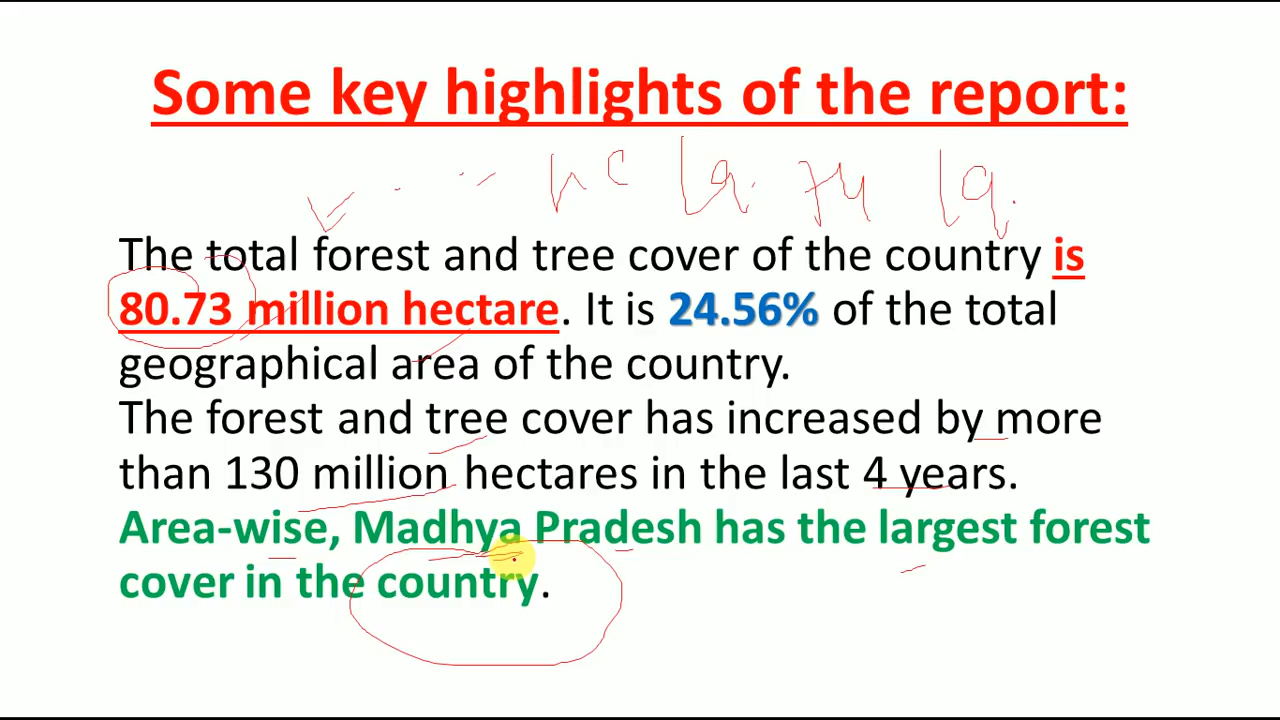 Some key highlights of the report:
The total forest and tree cover of the country is
80.73 million hectare. It is 24.56% of the total
geographical area of the country.
The forest and tree cover has increased by more
than 130 million hectares in the last 4 years.
Area-wise, Madhya Pradesh has the largest forest
cover in the country.